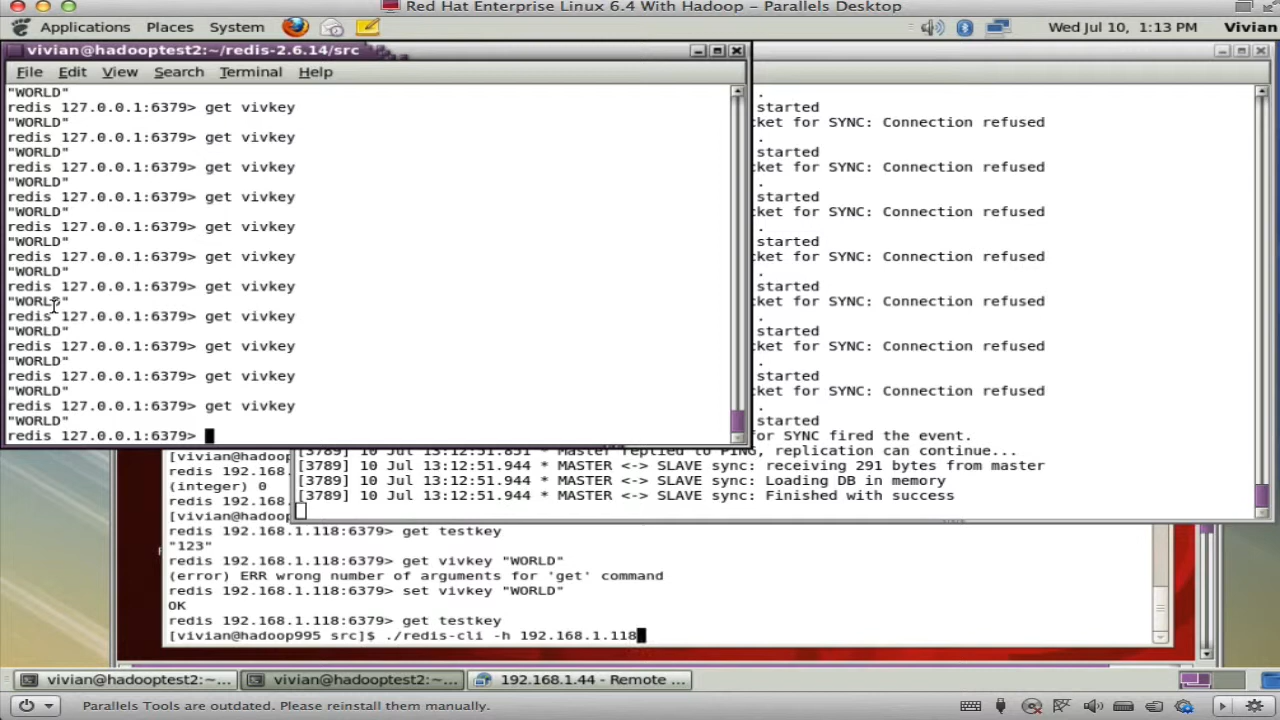 Red Hat Enterprise Linux 6.4 With Hadoop – Parallels Desktop
Applications Places System Wed Jul 10, 1:13 PM Vivian
vivian@hadooptest2:~/redis-2.6.14/src
File Edit View Search Terminal Help
"WORLD"
redis 127.0.0.1:6379> get vivkey
"WORLD"
redis 127.0.0.1:6379> get vivkey
"WORLD"
redis 127.0.0.1:6379> get vivkey
"WORLD"
redis 127.0.0.1:6379> get vivkey
"WORLD"
redis 127.0.0.1:6379> get vivkey
"WORLD"
redis 127.0.0.1:6379> get vivkey
"WORLD"
redis 127.0.0.1:6379> get vivkey
"WORLD"
redis 127.0.0.1:6379> get vivkey
"WORLD"
redis 127.0.0.1:6379> get vivkey
"WORLD"
redis 127.0.0.1:6379> get vivkey
"WORLD"
redis 127.0.0.1:6379> get vivkey
"WORLD"
redis 127.0.0.1:6379>
.
started
ket for SYNC: Connection refused
.
started
ket for SYNC: Connection refused
.
started
ket for SYNC: Connection refused
.
started
ket for SYNC: Connection refused
.
started
ket for SYNC: Connection refused
.
started
ket for SYNC: Connection refused
.
started
ket for SYNC: Connection refused
.
started
for SYNC fired the event.
[3789] 10 Jul 13:12:51.851 * Master replied to PING, replication can continue...
[3789] 10 Jul 13:12:51.944 * MASTER <-> SLAVE sync: receiving 291 bytes from master
[3789] 10 Jul 13:12:51.944 * MASTER <-> SLAVE sync: Loading DB in memory
[3789] 10 Jul 13:12:51.944 * MASTER <-> SLAVE sync: Finished with success
[vivian@hadoop
redis 192.168.
(integer) 0
redis 192.168.
[vivian@hadoop
redis 192.168.1.118:6379> get testkey
"123"
redis 192.168.1.118:6379> get vivkey "WORLD"
(error) ERR wrong number of arguments for 'get' command
redis 192.168.1.118:6379> set vivkey "WORLD"
OK
redis 192.168.1.118:6379> get testkey
[vivian@hadoop995 src]$ ./redis-cli -h 192.168.1.118
vivian@hadooptest2:~... vivian@hadooptest2:~... 192.168.1.44 - Remote ...
Parallels Tools are outdated. Please reinstall them manually.